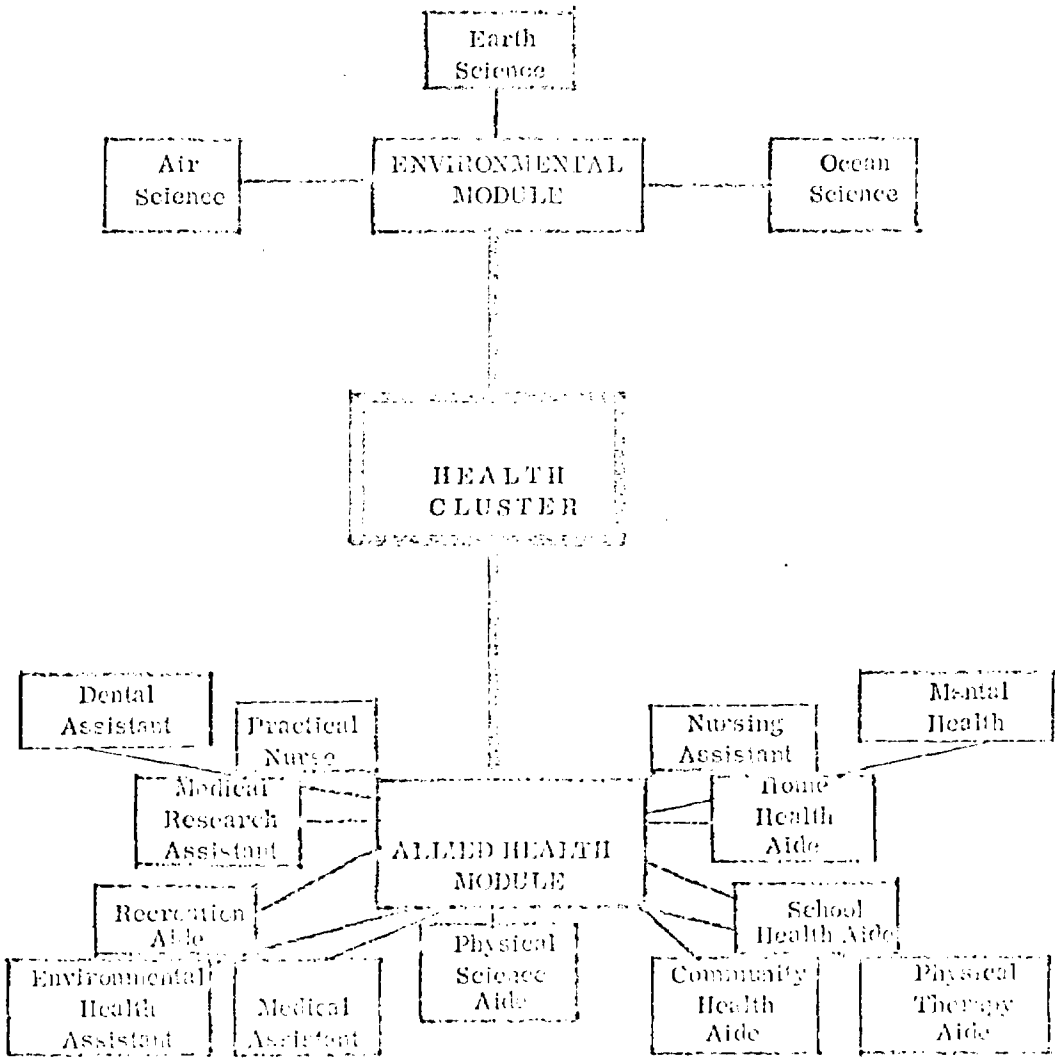 Earth
Science
Air
Science
ENVIRONMENTAL
MODULE
Ocean
Science
HEALTH
CLUSTER
Dental
Assistant
Practical
Nurse
Nursing
Assistant
Mental
Health
Medical
Research
Assistant
Home
Health
Aide
ALLIED HEALTH
MODULE
Recreation
Aide
School
Health Aide
Environmental
Health
Assistant
Medical
Assistant
Physical
Science
Aide
Community
Health
Aide
Physical
Therapy
Aide